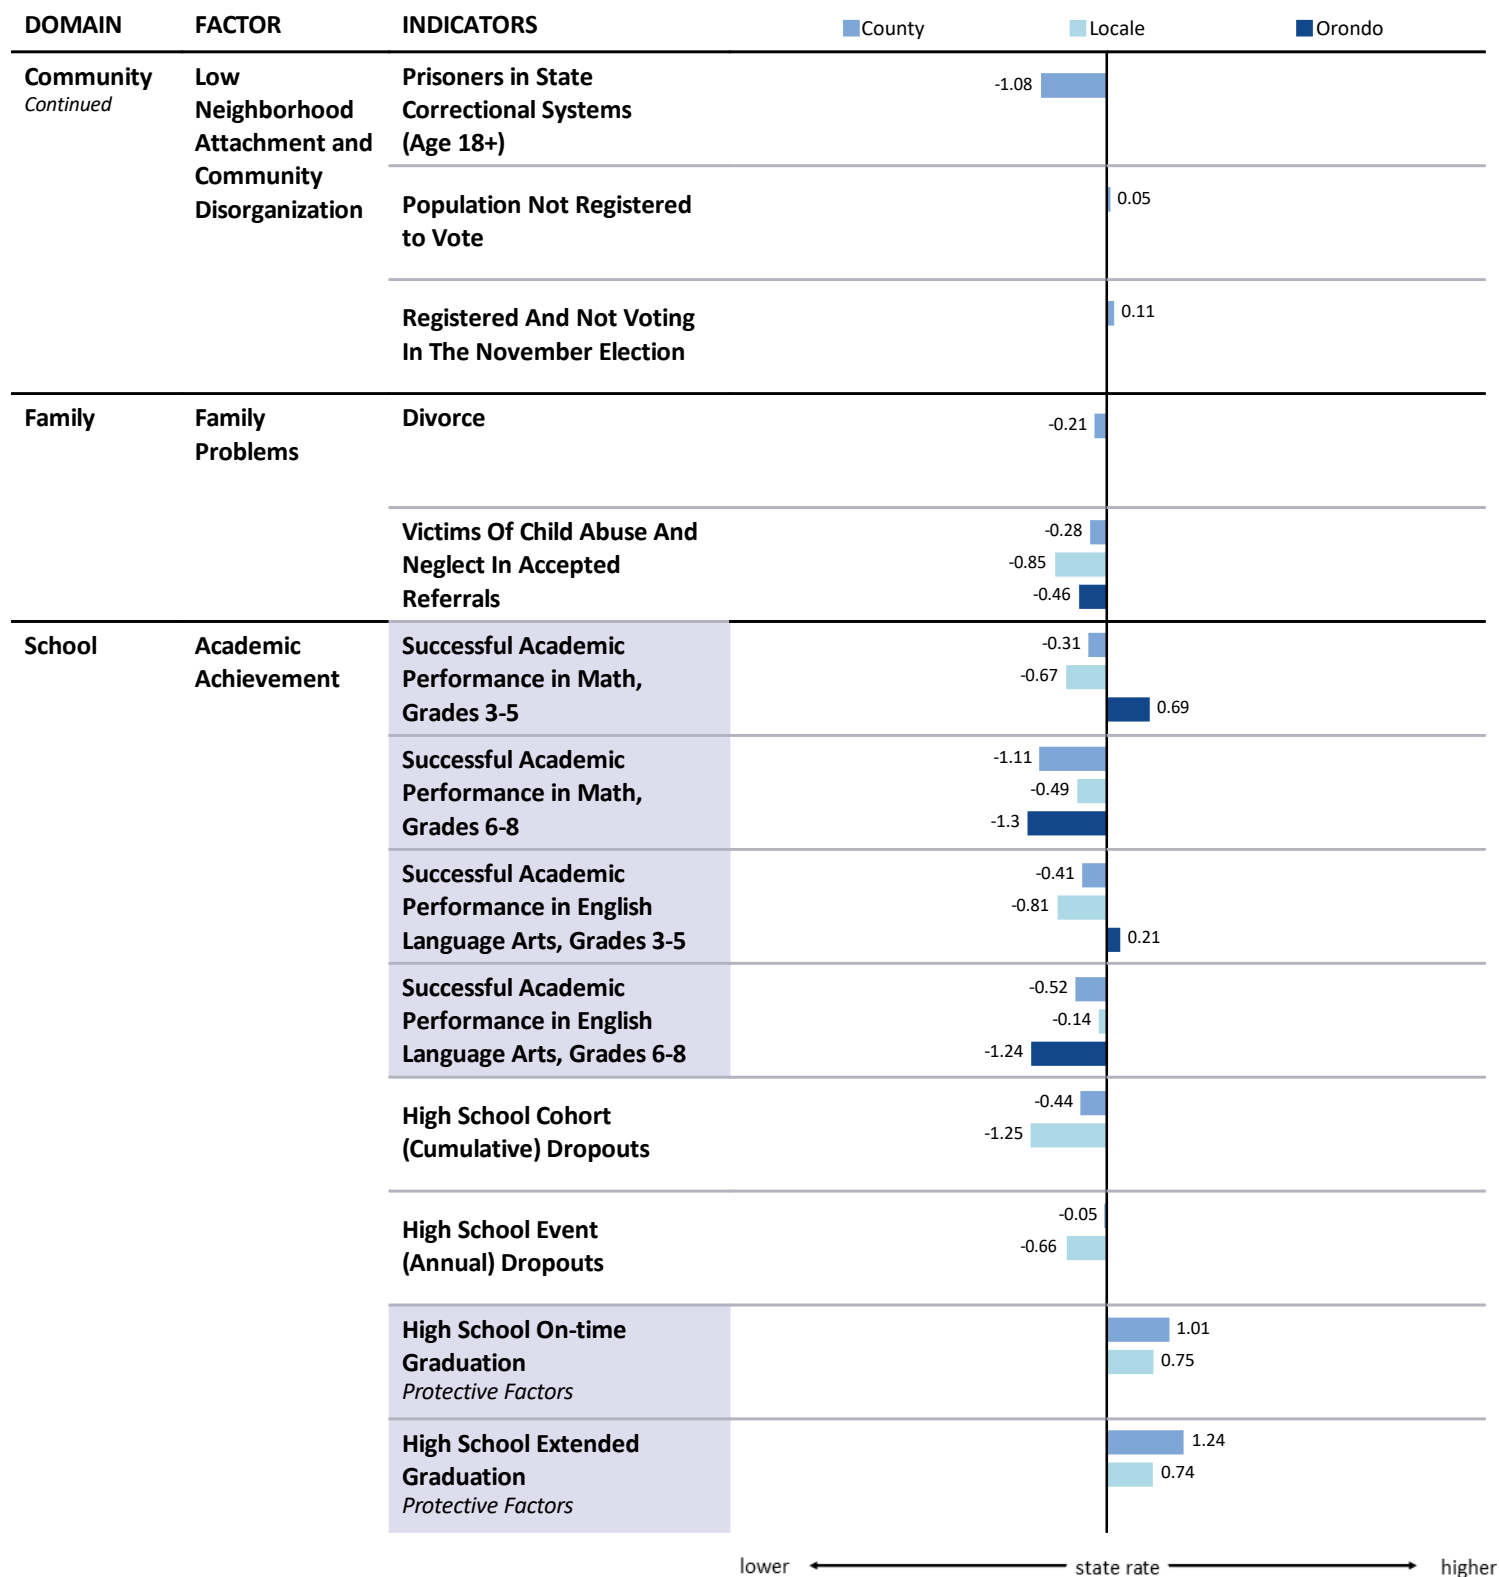 DOMAIN FACTOR INDICATORS County Locale Orondo
Community
Continued
Low
Neighborhood
Attachment and
Community
Disorganization
Prisoners in State
Correctional Systems
(Age 18+)
-1.08
Population Not Registered
to Vote
0.05
Registered And Not Voting
In The November Election
0.11
Family
Family
Problems
Divorce
-0.21
Victims Of Child Abuse And
Neglect In Accepted
Referrals
-0.28
-0.85
-0.46
School
Academic
Achievement
Successful Academic
Performance in Math,
Grades 3-5
-0.31
-0.67
0.69
Successful Academic
Performance in Math,
Grades 6-8
-1.11
-0.49
-1.3
Successful Academic
Performance in English
Language Arts, Grades 3-5
-0.41
-0.81
0.21
Successful Academic
Performance in English
Language Arts, Grades 6-8
-0.52
-0.14
-1.24
High School Cohort
(Cumulative) Dropouts
-0.44
-1.25
High School Event
(Annual) Dropouts
-0.05
-0.66
High School On-time
Graduation
Protective Factors
1.01
0.75
High School Extended
Graduation
Protective Factors
1.24
0.74
lower state rate higher